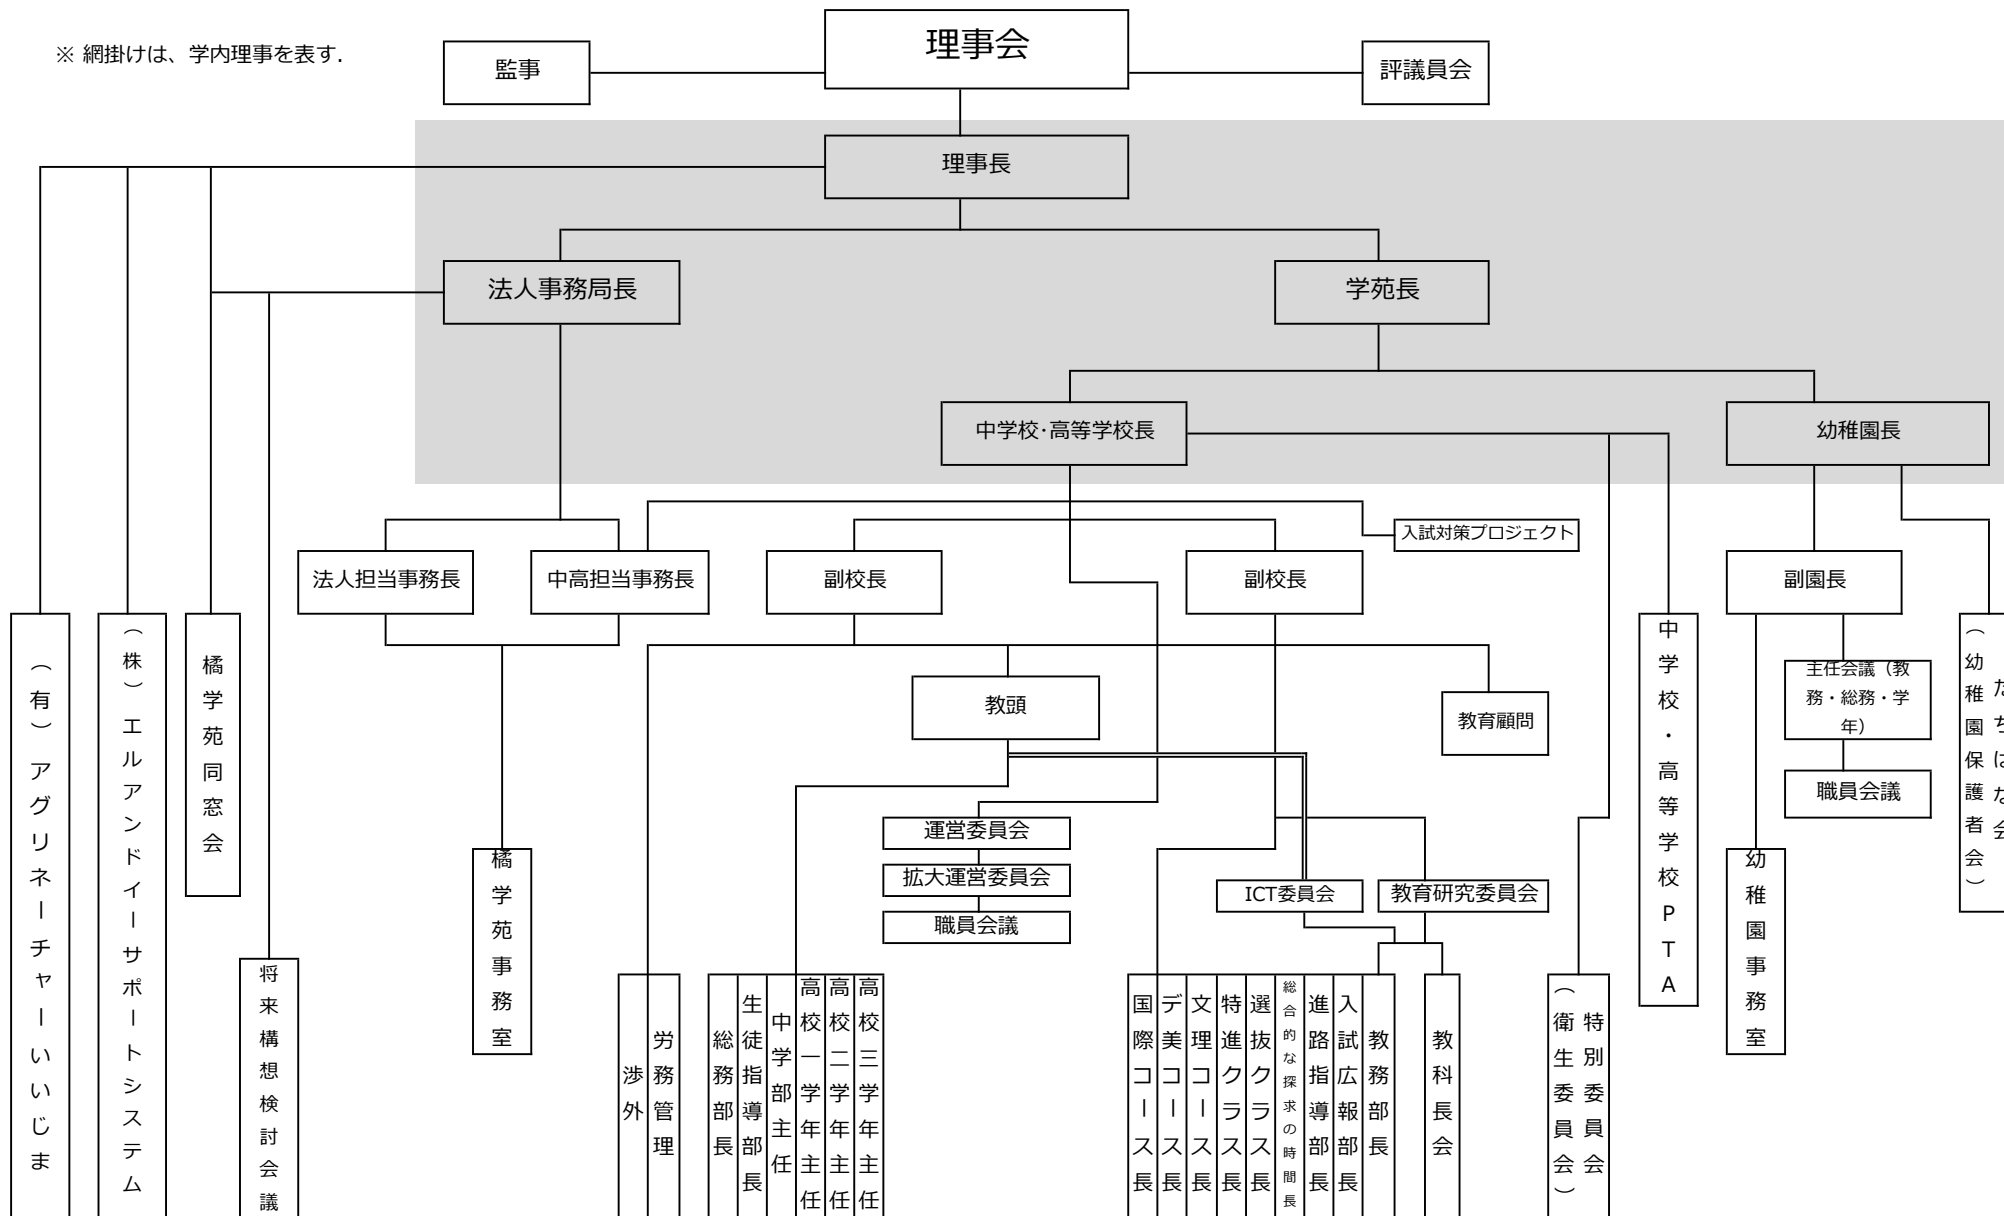 ※ 網掛けは、学内理事を表す.
監事
理事会
評議員会
理事長
法人事務局長
学苑長
中学校・高等学校長
幼稚園長
入試対策プロジェクト
法人担当事務長
中高担当事務長
副校長
副校長
副園長
（有）アグリネーチャーいいじま
（株）エルアンドイーサポートシステム
橘学苑同窓会
将来構想検討会議
橘学苑事務室
教頭
教育顧問
中学校・高等学校PTA
主任会議（教
務・総務・学
年）
職員会議
たちばな会
（幼稚園保護者会）
幼稚園事務室
運営委員会
拡大運営委員会
職員会議
ICT委員会
教育研究委員会
渉外
労務管理
総務部長
生徒指導部長
中学部主任
高校一学年主任
高校二学年主任
高校三学年主任
国際コース長
デ美コース長
文理コース長
特進クラス長
選抜クラス長
総合的な探求の時間長
進路指導部長
入試広報部長
教務部長
教科長会
特別委員会
（衛生委員会）